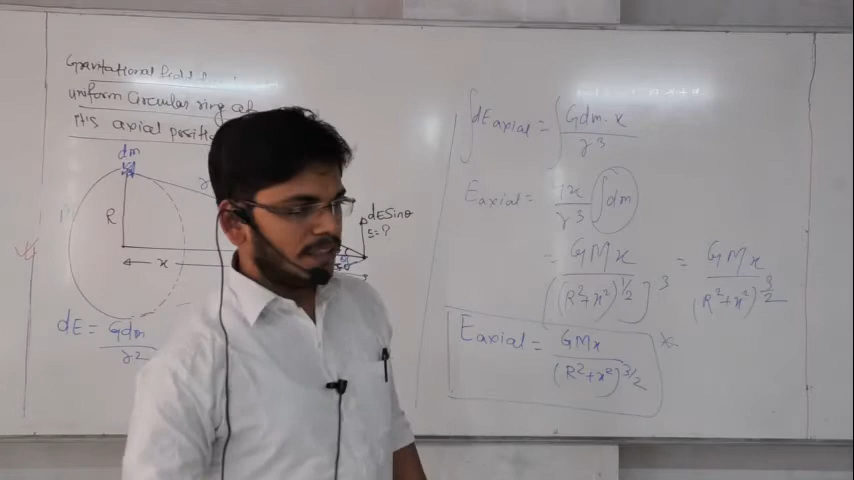 Gravitational field
uniform Circular ring at
it's axial positi
dm
R
x
dE sinθ
s=?
dE = Gdm/r²
∫dE axial = ∫ Gdm·x/r³
E axial = Gx/r³ ∫dm
= GMx/[(R²+x²)^1/2]³ = GMx/(R²+x²)^3/2
E axial = GMx/(R²+x²)^3/2